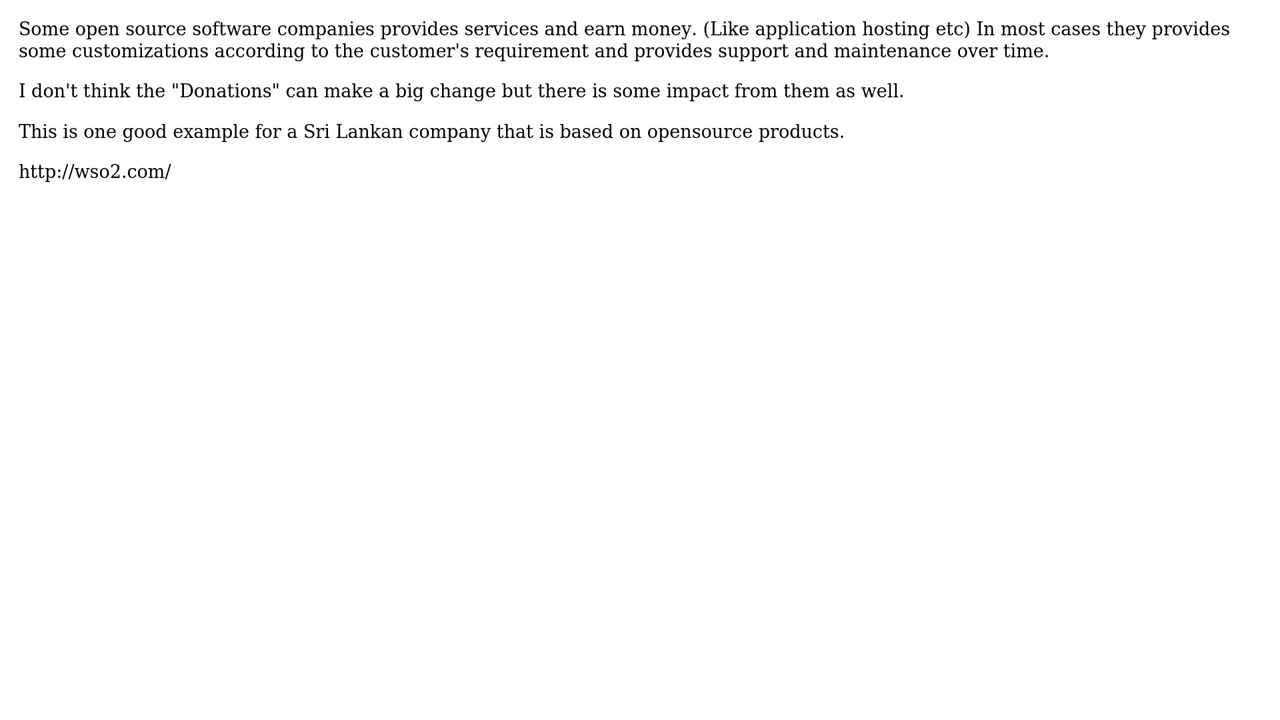 Some open source software companies provides services and earn money. (Like application hosting etc) In most cases they provides
some customizations according to the customer's requirement and provides support and maintenance over time.
I don't think the "Donations" can make a big change but there is some impact from them as well.
This is one good example for a Sri Lankan company that is based on opensource products.
http://wso2.com/